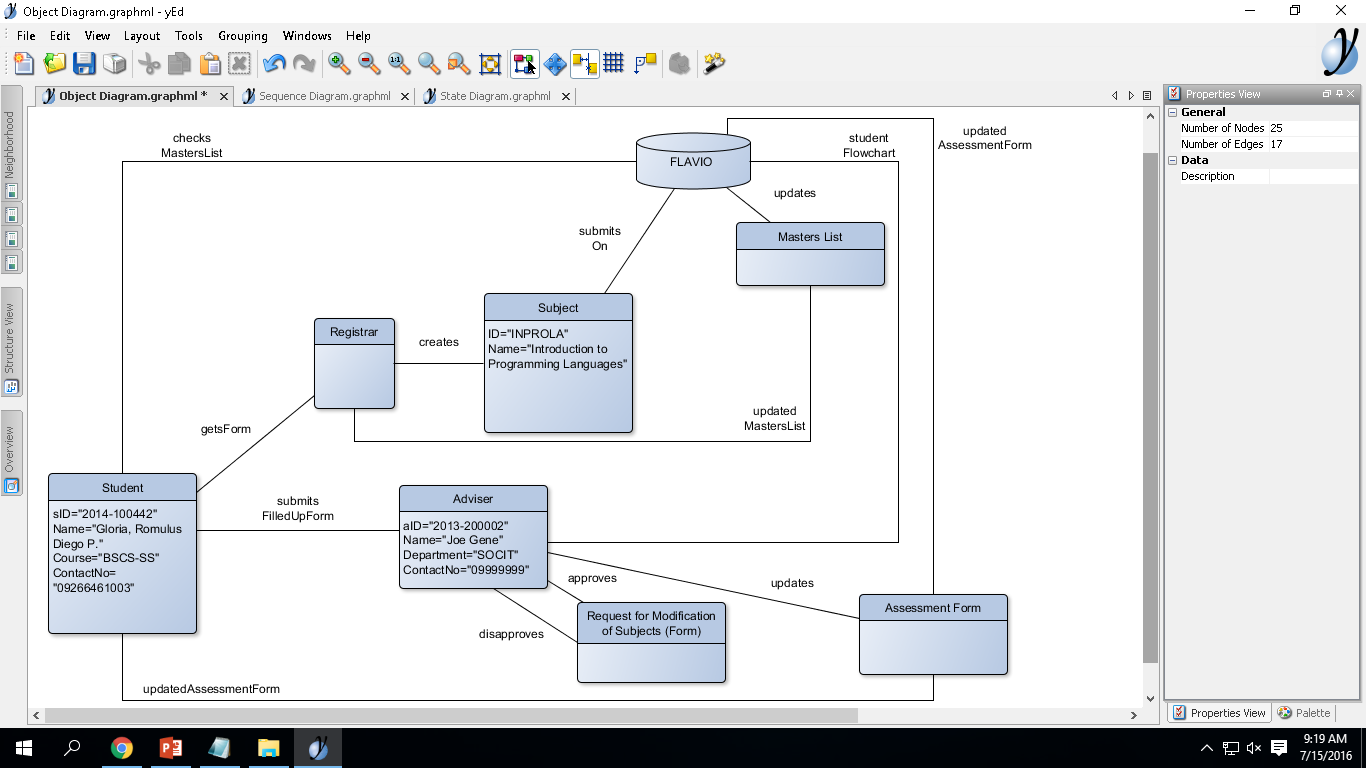 Object Diagram.graphml - yEd
File Edit View Layout Tools Grouping Windows Help
1:1
Object Diagram.graphml *
Sequence Diagram.graphml
State Diagram.graphml
Neighborhood
Structure View
Overview
checks
MastersList
FLAVIO
student
Flowchart
updated
AssessmentForm
updates
submits
On
Masters List
Subject
ID="INPROLA"
Name="Introduction to
Programming Languages"
Registrar
creates
updated
MastersList
getsForm
Student
sID="2014-100442"
Name="Gloria, Romulus
Diego P."
Course="BSCS-SS"
ContactNo=
"09266461003"
submits
FilledUpForm
Adviser
aID="2013-200002"
Name="Joe Gene"
Department="SOCIT"
ContactNo="09999999"
approves
updates
disapproves
Request for Modification
of Subjects (Form)
Assessment Form
updatedAssessmentForm
Properties View
General
Number of Nodes 25
Number of Edges 17
Data
Description
Properties View
Palette
9:19 AM
7/15/2016